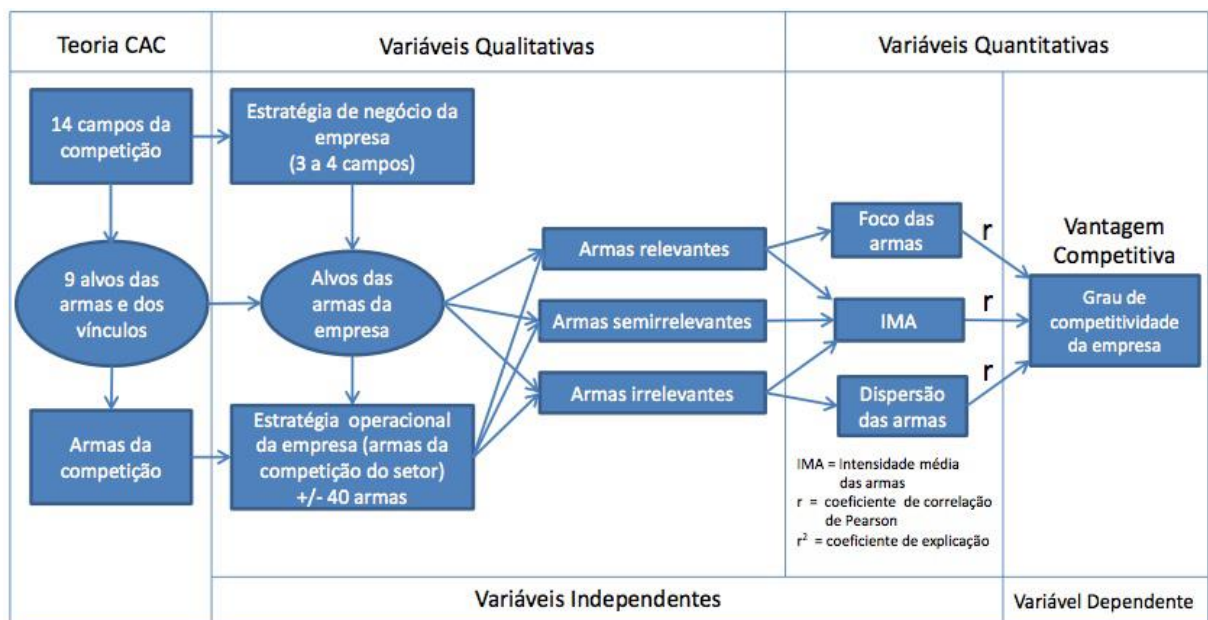 Teoria CAC
Variáveis Qualitativas
Variáveis Quantitativas
14 campos da
competição
Estratégia de negócio da
empresa
(3 a 4 campos)
9 alvos das
armas e dos
vínculos
Alvos das
armas da
empresa
Armas da
competição
Estratégia operacional
da empresa (armas da
competição do setor)
+/- 40 armas
Armas relevantes
Armas semirrelevantes
Armas irrelevantes
Foco das
armas
IMA
Dispersão
das armas
r
r
r
Vantagem
Competitiva
Grau de
competitividade
da empresa
IMA = Intensidade média
das armas
r = coeficiente de correlação
de Pearson
r² = coeficiente de explicação
Variáveis Independentes
Variável Dependente